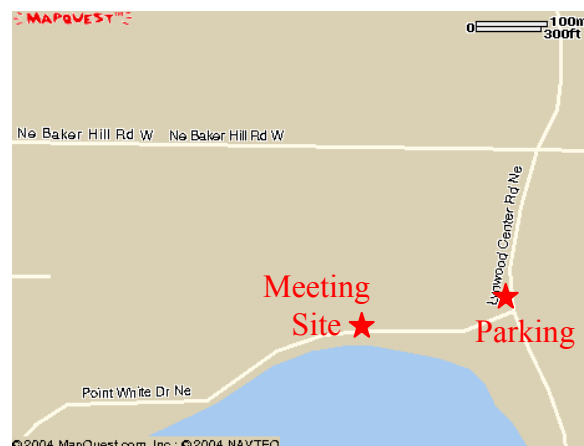 MAPQUEST™
0 100m
300ft
Ne Baker Hill Rd W Ne Baker Hill Rd W
Lynwood Center Rd Ne
Meeting
Site
Parking
Point White Dr Ne
©2004 MapQuest.com, Inc.; ©2004 NAVTEQ